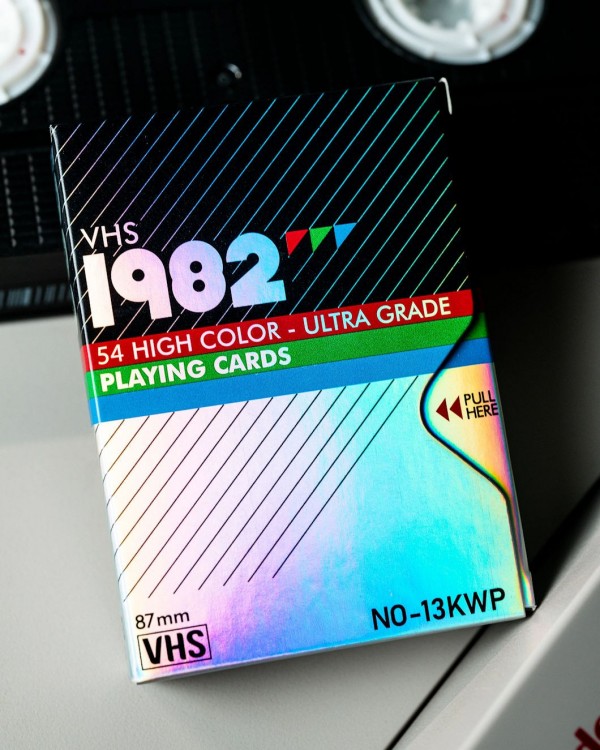 VHS
1982
54 HIGH COLOR - ULTRA GRADE
PLAYING CARDS
PULL
HERE
87mm
VHS
NO-13KWP